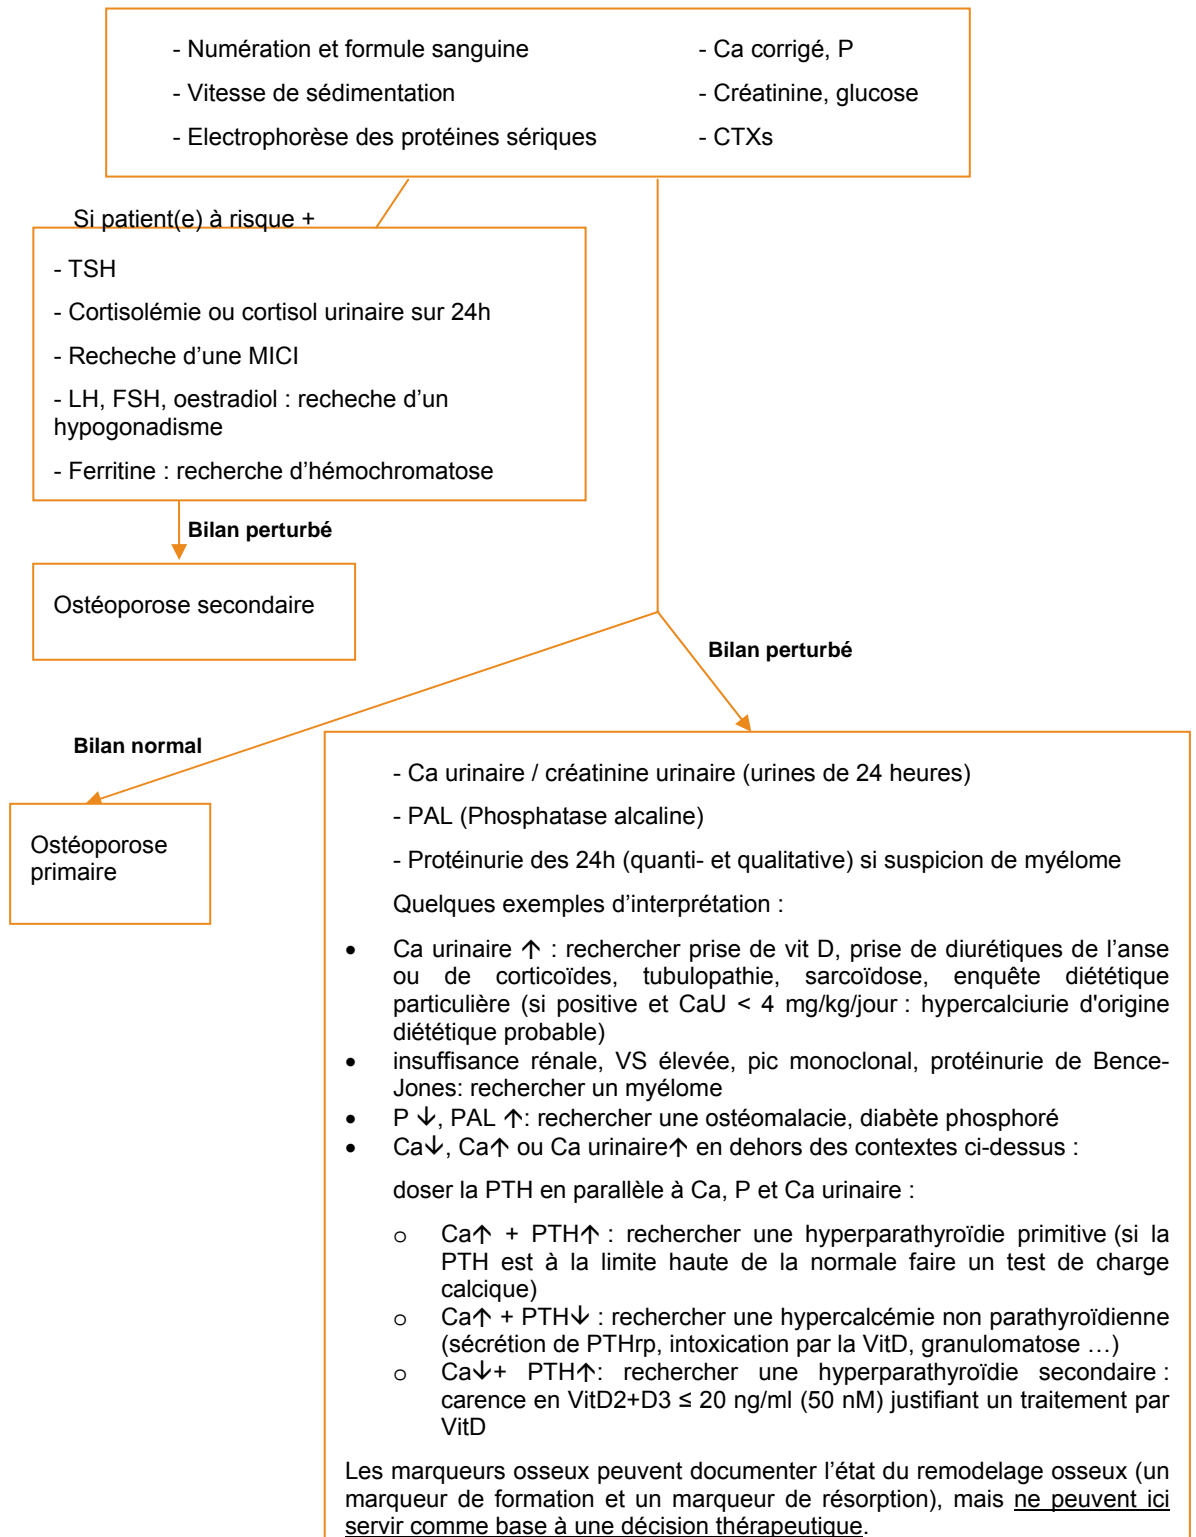 - Numération et formule sanguine
- Ca corrigé, P
- Vitesse de sédimentation
- Créatinine, glucose
- Electrophorèse des protéines sériques
- CTXs
Si patient(e) à risque +
- TSH
- Cortisolémie ou cortisol urinaire sur 24h
- Recheche d’une MICI
- LH, FSH, oestradiol : recheche d’un
hypogonadisme
- Ferritine : recherche d’hémochromatose
Bilan perturbé
Ostéoporose secondaire
Bilan perturbé
Bilan normal
Ostéoporose
primaire
- Ca urinaire / créatinine urinaire (urines de 24 heures)
- PAL (Phosphatase alcaline)
- Protéinurie des 24h (quanti- et qualitative) si suspicion de myélome
Quelques exemples d’interprétation :
• Ca urinaire ↑ : rechercher prise de vit D, prise de diurétiques de l’anse
ou de corticoïdes, tubulopathie, sarcoïdose, enquête diététique
particulière (si positive et CaU < 4 mg/kg/jour : hypercalciurie d'origine
diététique probable)
• insuffisance rénale, VS élevée, pic monoclonal, protéinurie de Bence-
Jones: rechercher un myélome
• P ↓, PAL ↑: rechercher une ostéomalacie, diabète phosphoré
• Ca↓, Ca↑ ou Ca urinaire↑ en dehors des contextes ci-dessus :
doser la PTH en parallèle à Ca, P et Ca urinaire :
o Ca↑ + PTH↑ : rechercher une hyperparathyroïdie primitive (si la
PTH est à la limite haute de la normale faire un test de charge
calcique)
o Ca↑ + PTH↓ : rechercher une hypercalcémie non parathyroïdienne
(sécrétion de PTHrp, intoxication par la VitD, granulomatose …)
o Ca↓+ PTH↑: rechercher une hyperparathyroïdie secondaire :
carence en VitD2+D3 ≤ 20 ng/ml (50 nM) justifiant un traitement par
VitD
Les marqueurs osseux peuvent documenter l’état du remodelage osseux (un
marqueur de formation et un marqueur de résorption), mais ne peuvent ici
servir comme base à une décision thérapeutique.